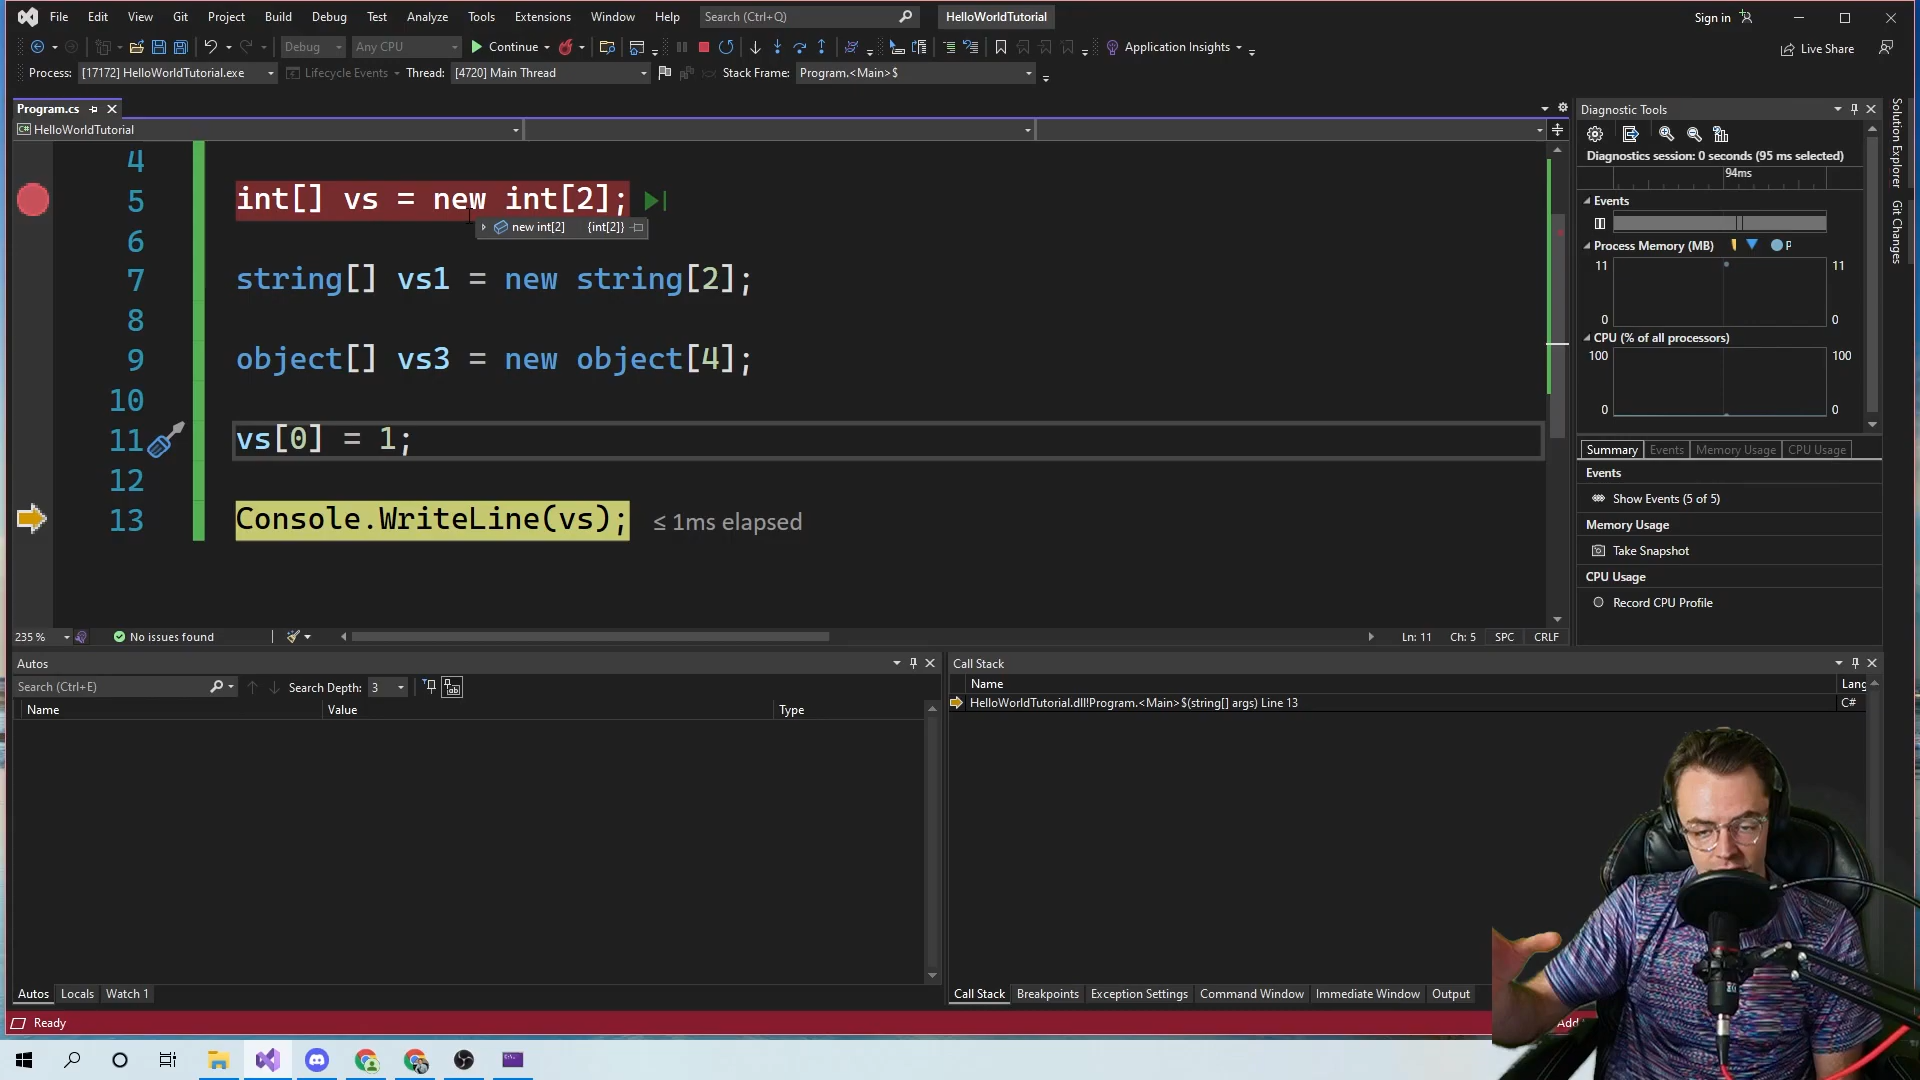 File Edit View Git Project Build Debug Test Analyze Tools Extensions Window Help Search (Ctrl+Q) HelloWorldTutorial Sign in
Debug Any CPU Continue Application Insights Live Share
Process: [17172] HelloWorldTutorial.exe Lifecycle Events Thread: [4720] Main Thread Stack Frame: Program.<Main>$
Program.cs
HelloWorldTutorial
4
5 int[] vs = new int[2];
new int[2] {int[2]}
6
7 string[] vs1 = new string[2];
8
9 object[] vs3 = new object[4];
10
11 vs[0] = 1;
12
13 Console.WriteLine(vs); ≤ 1ms elapsed
235 % No issues found Ln: 11 Ch: 5 SPC CRLF
Diagnostic Tools
Diagnostics session: 0 seconds (95 ms selected)
94ms
Events
Process Memory (MB) P
11 11
0 0
CPU (% of all processors)
100 100
0 0
Summary Events Memory Usage CPU Usage
Events
Show Events (5 of 5)
Memory Usage
Take Snapshot
CPU Usage
Record CPU Profile
Solution Explorer
Git Changes
Autos
Search (Ctrl+E) Search Depth: 3
Name Value Type
Autos Locals Watch 1
Call Stack
Name Lang
HelloWorldTutorial.dll!Program.<Main>$(string[] args) Line 13 C#
Call Stack Breakpoints Exception Settings Command Window Immediate Window Output
Ready Add